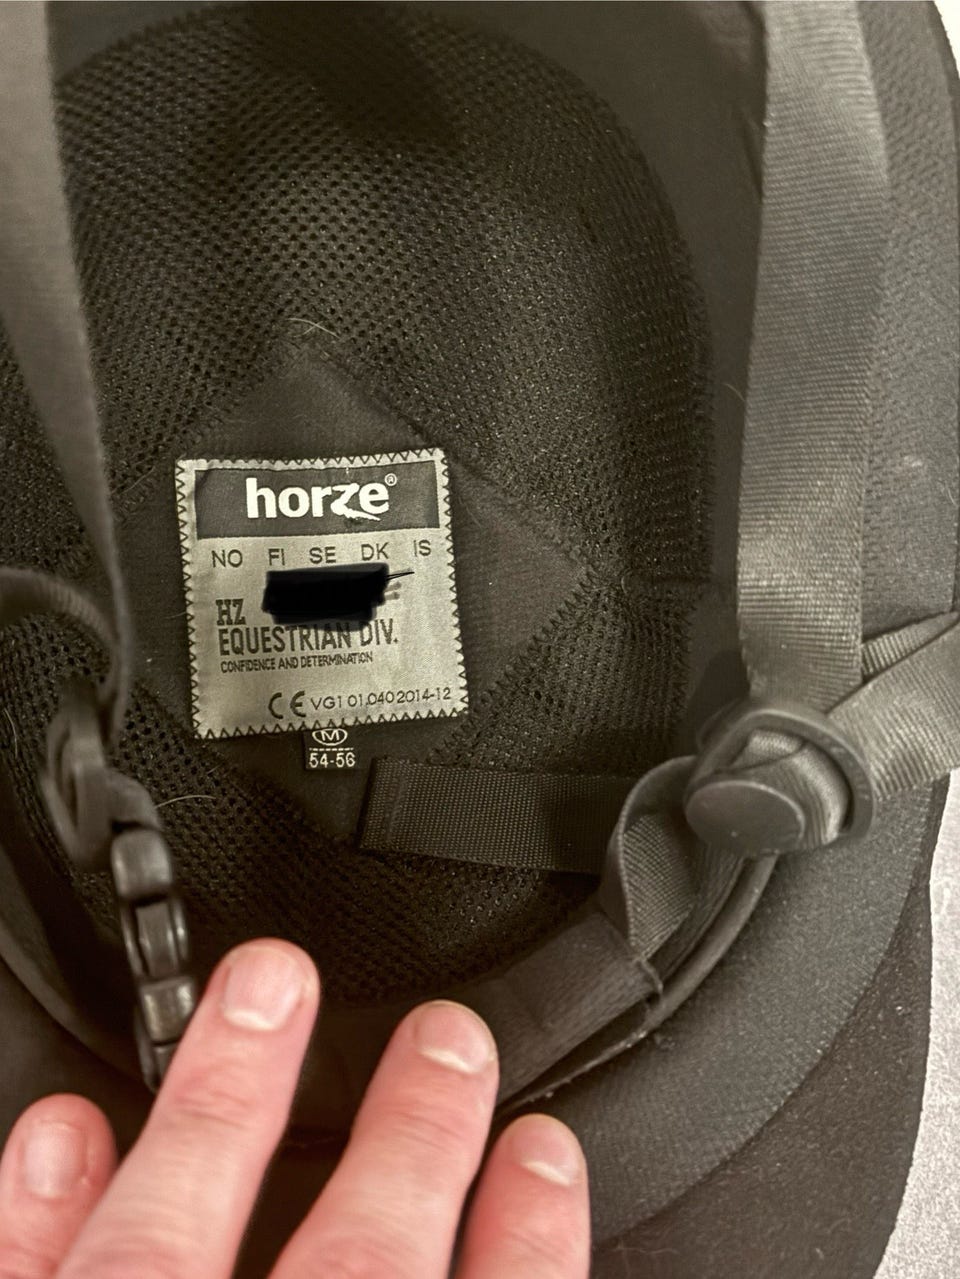 horze®
NO FI SE DK IS
HZ
EQUESTRIAN DIV.
CONFIDENCE AND DETERMINATION
CE VG1 01.040 2014-12
M
54-56